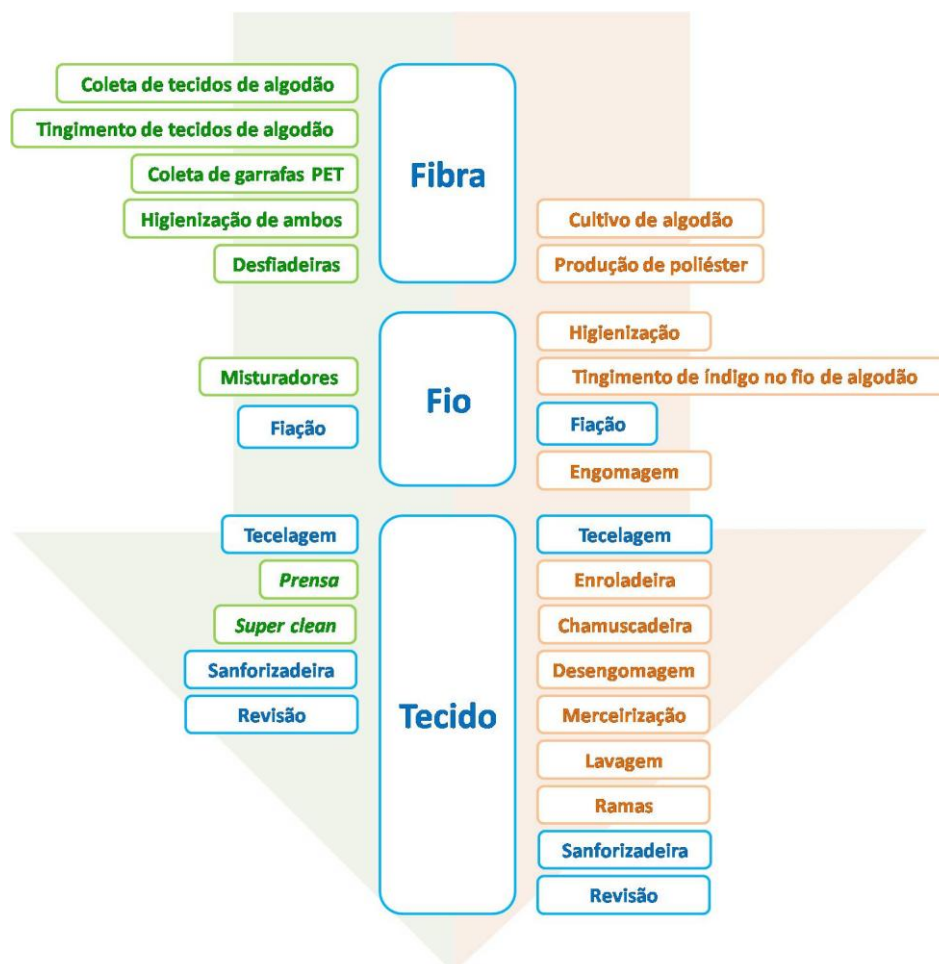 Coleta de tecidos de algodão
Tingimento de tecidos de algodão
Coleta de garrafas PET
Higienização de ambos
Desfiadeiras
Fibra
Cultivo de algodão
Produção de poliéster
Misturadores
Fiação
Fio
Higienização
Tingimento de índigo no fio de algodão
Fiação
Engomagem
Tecelagem
Prensa
Super clean
Sanforizadeira
Revisão
Tecido
Tecelagem
Enroladeira
Chamuscadeira
Desengomagem
Merceirização
Lavagem
Ramas
Sanforizadeira
Revisão